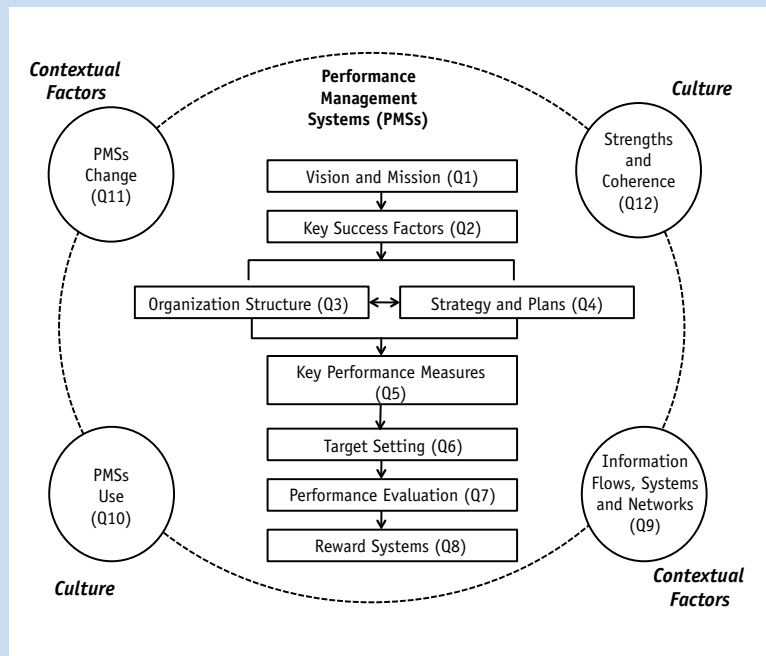 Contextual
Factors
Performance
Management
Systems (PMSs)
Culture
PMSs
Change
(Q11)
Strengths
and
Coherence
(Q12)
Vision and Mission (Q1)
Key Success Factors (Q2)
Organization Structure (Q3)
Strategy and Plans (Q4)
Key Performance Measures
(Q5)
Target Setting (Q6)
Performance Evaluation (Q7)
Reward Systems (Q8)
PMSs
Use
(Q10)
Information
Flows, Systems
and Networks
(Q9)
Culture
Contextual
Factors